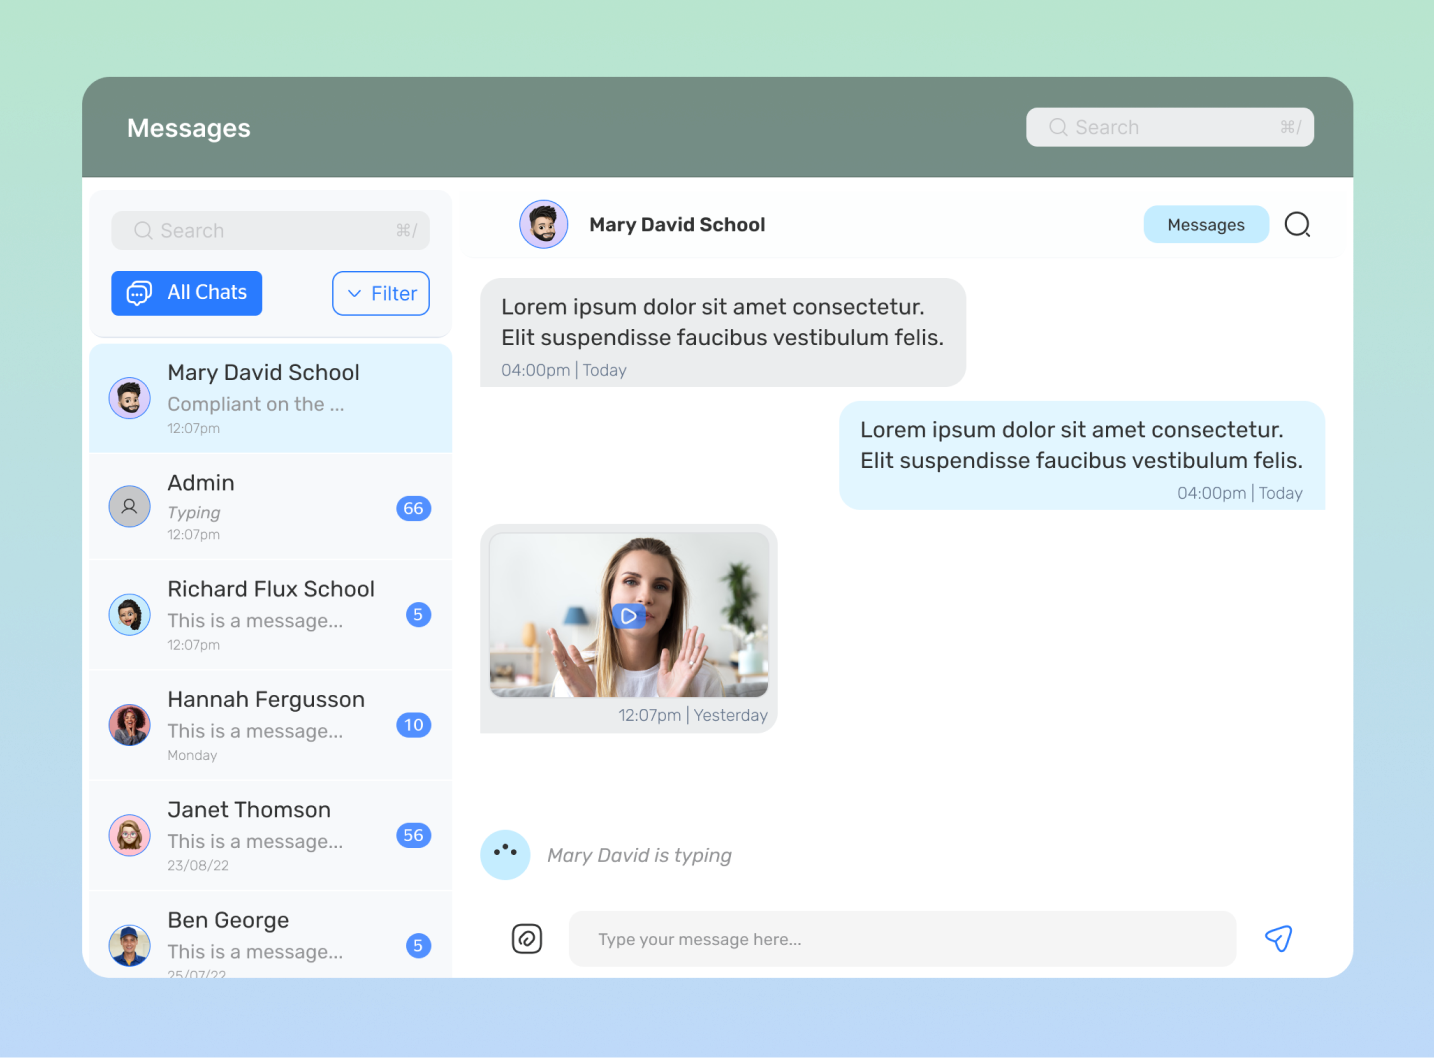 Messages
Search ⌘/
Search ⌘/
All Chats
Filter
Mary David School
Compliant on the ...
12:07pm
Admin
Typing
12:07pm
66
Richard Flux School
This is a message...
12:07pm
5
Hannah Fergusson
This is a message...
Monday
10
Janet Thomson
This is a message...
23/08/22
56
Ben George
This is a message...
25/07/22
5
Mary David School
Messages
Lorem ipsum dolor sit amet consectetur.
Elit suspendisse faucibus vestibulum felis.
04:00pm | Today
Lorem ipsum dolor sit amet consectetur.
Elit suspendisse faucibus vestibulum felis.
04:00pm | Today
12:07pm | Yesterday
Mary David is typing
Type your message here...